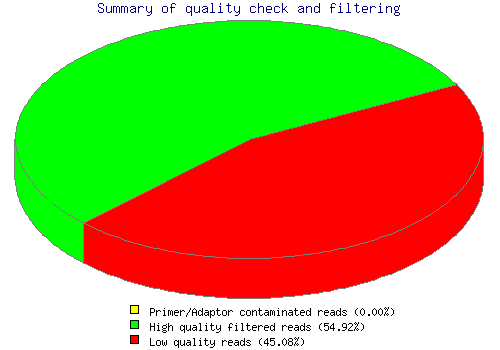 Summary of quality check and filtering
Primer/Adaptor contaminated reads (0.00%)
High quality filtered reads (54.92%)
Low quality reads (45.08%)